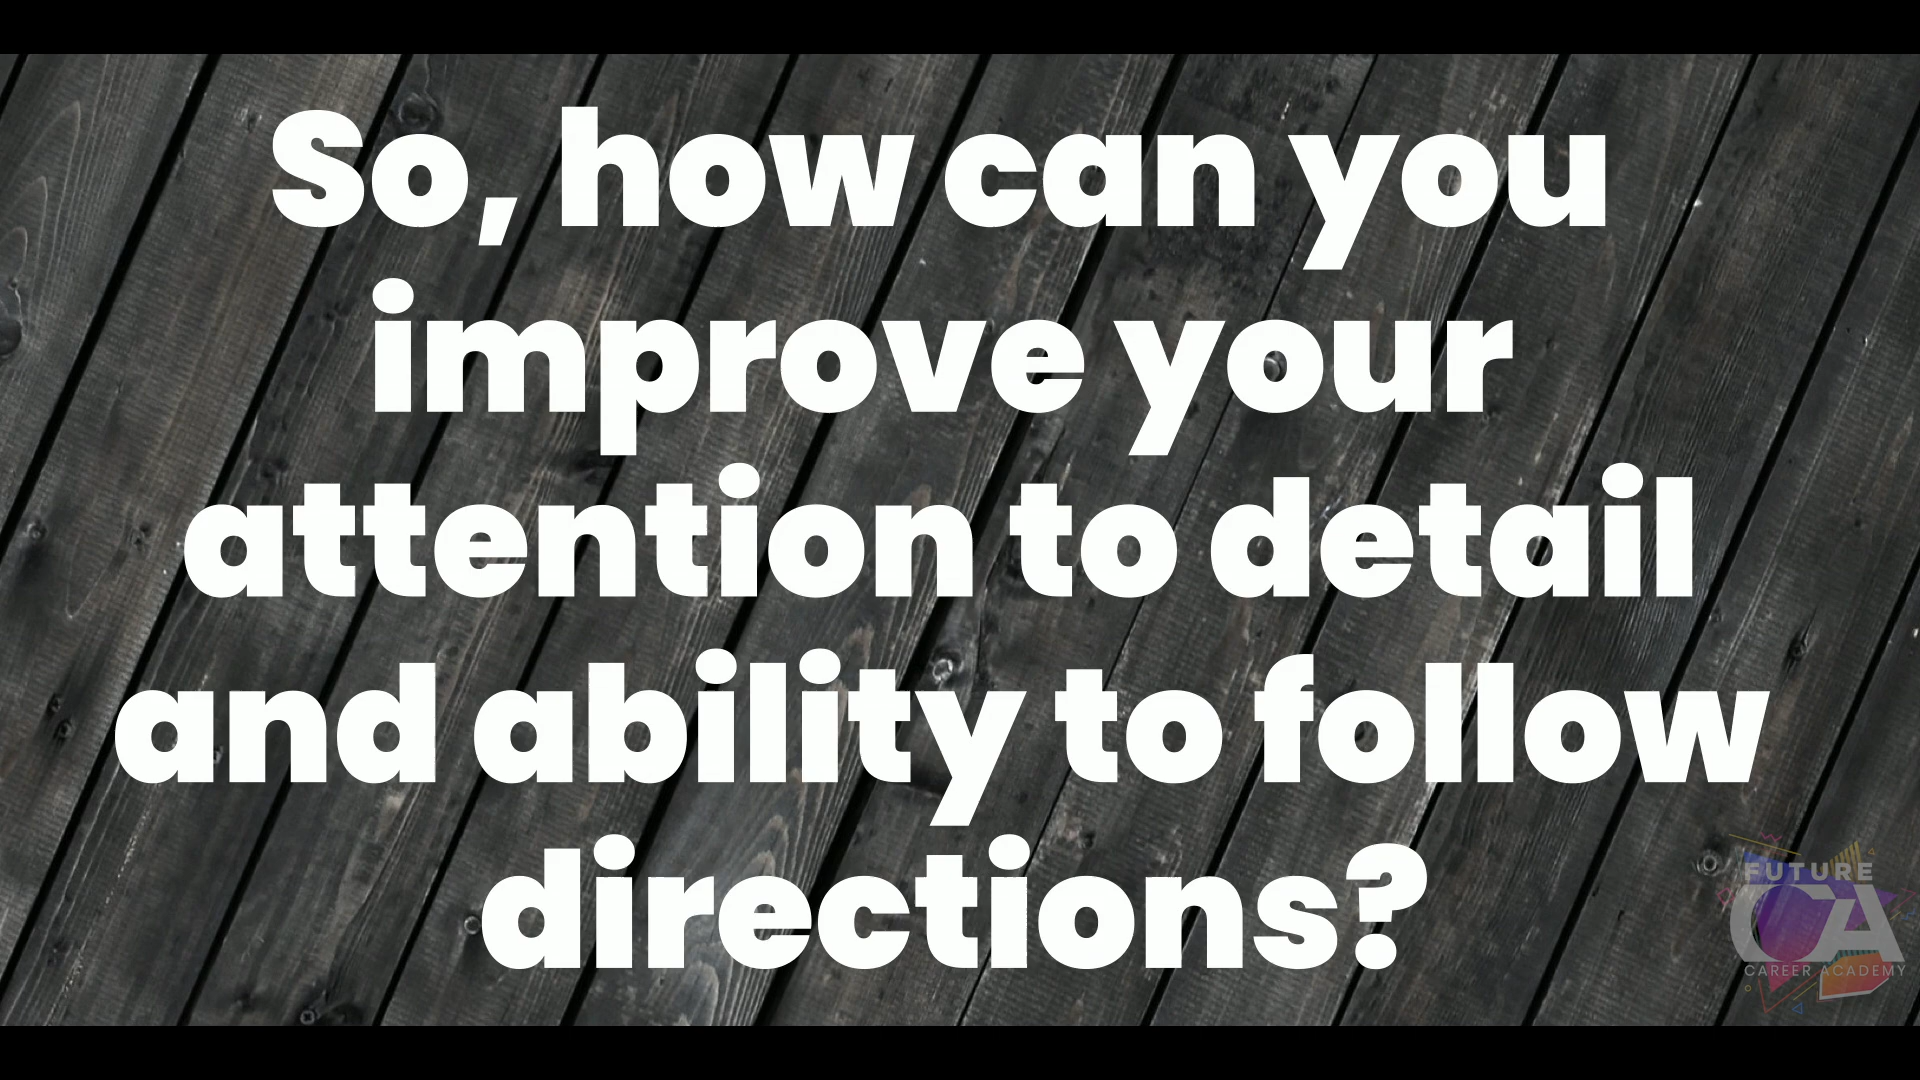 So, how can you
improve your
attention to detail
and ability to follow
directions?
FUTURE
CA
CAREER ACADEMY